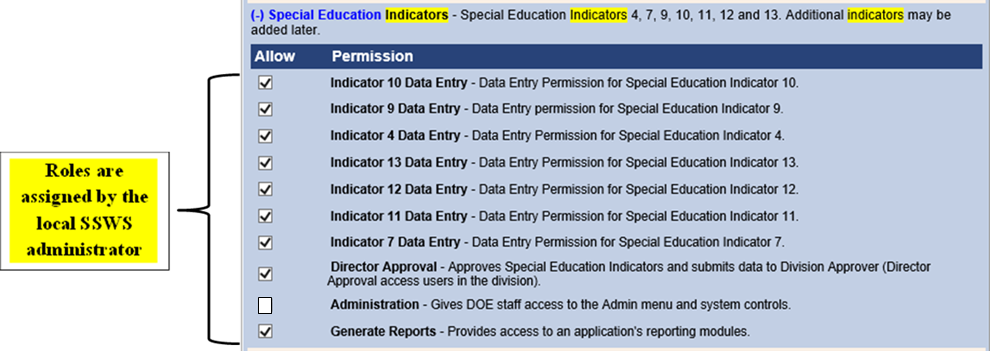 (-) Special Education Indicators - Special Education Indicators 4, 7, 9, 10, 11, 12 and 13. Additional indicators may be
added later.
Allow Permission
Indicator 10 Data Entry - Data Entry Permission for Special Education Indicator 10.
Indicator 9 Data Entry - Data Entry permission for Special Education Indicator 9.
Indicator 4 Data Entry - Data Entry Permission for Special Education Indicator 4.
Indicator 13 Data Entry - Data Entry Permission for Special Education Indicator 13.
Indicator 12 Data Entry - Data Entry Permission for Special Education Indicator 12.
Indicator 11 Data Entry - Data Entry Permission for Special Education Indicator 11.
Indicator 7 Data Entry - Data Entry Permission for Special Education Indicator 7.
Director Approval - Approves Special Education Indicators and submits data to Division Approver (Director
Approval access users in the division).
Administration - Gives DOE staff access to the Admin menu and system controls.
Generate Reports - Provides access to an application's reporting modules.
Roles are
assigned by the
local SSWS
administrator